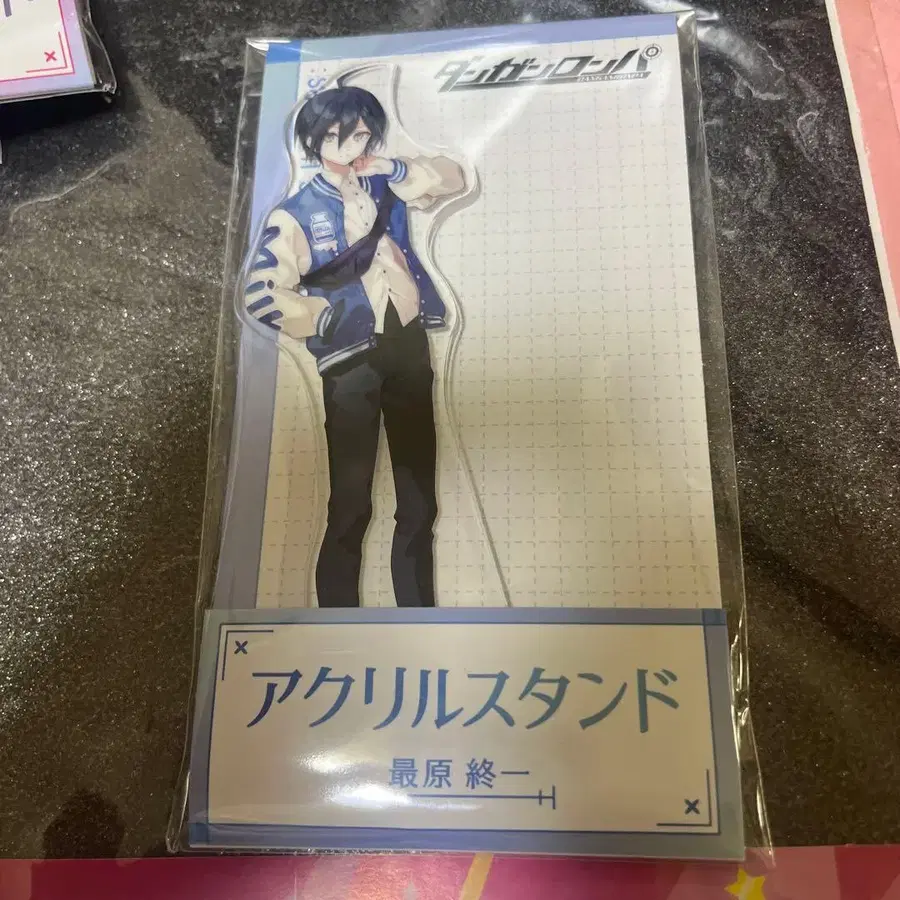 ダンガンロンパ
Milk
アクリルスタンド
最原 終一